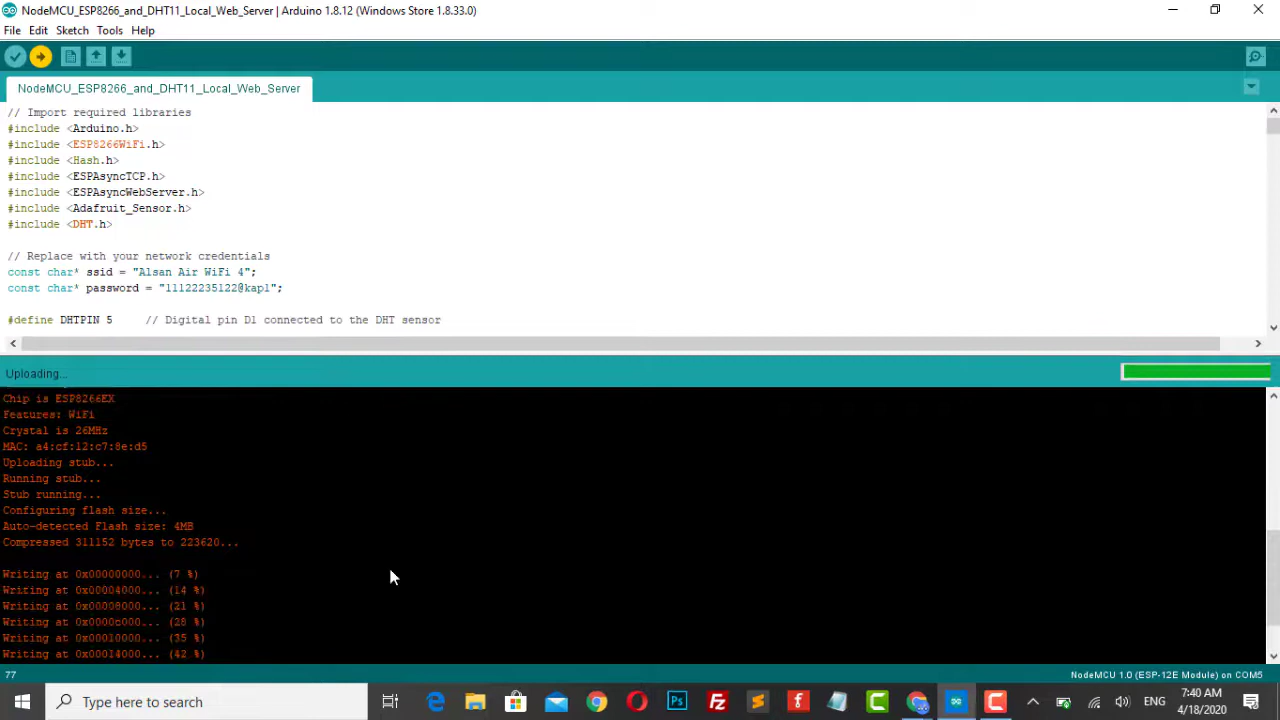 NodeMCU_ESP8266_and_DHT11_Local_Web_Server | Arduino 1.8.12 (Windows Store 1.8.33.0)
File Edit Sketch Tools Help
NodeMCU_ESP8266_and_DHT11_Local_Web_Server
// Import required libraries
#include <Arduino.h>
#include <ESP8266WiFi.h>
#include <Hash.h>
#include <ESPAsyncTCP.h>
#include <ESPAsyncWebServer.h>
#include <Adafruit_Sensor.h>
#include <DHT.h>
// Replace with your network credentials
const char* ssid = "Alsan Air WiFi 4";
const char* password = "11122235122@kap1";
#define DHTPIN 5 // Digital pin D1 connected to the DHT sensor
Uploading...
Chip is ESP8266EX
Features: WiFi
Crystal is 26MHz
MAC: a4:cf:12:c7:8e:d5
Uploading stub...
Running stub...
Stub running...
Configuring flash size...
Auto-detected Flash size: 4MB
Compressed 311152 bytes to 223620...
Writing at 0x00000000... (7 %)
Writing at 0x00004000... (14 %)
Writing at 0x00008000... (21 %)
Writing at 0x0000c000... (28 %)
Writing at 0x00010000... (35 %)
Writing at 0x00014000... (42 %)
77 NodeMCU 1.0 (ESP-12E Module) on COM6
Type here to search
Ps
Fz
ENG
7:40 AM
4/18/2020